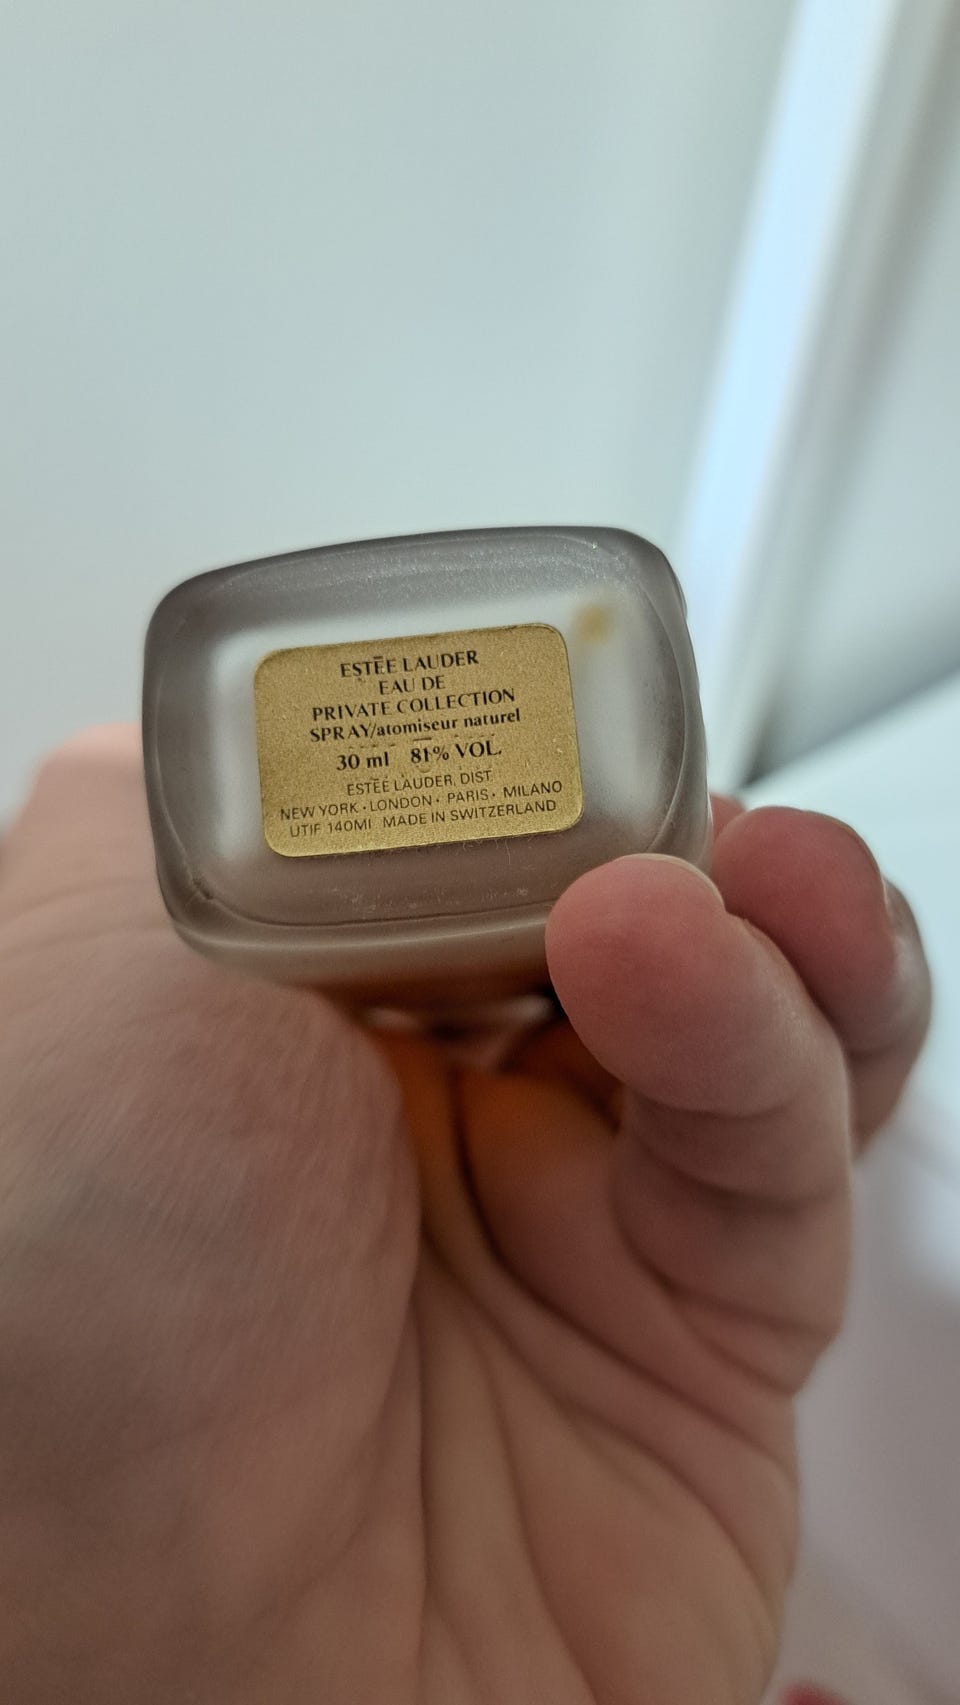 ESTĒE LAUDER
EAU DE
PRIVATE COLLECTION
SPRAY/atomiseur naturel
30 ml 81% VOL.
ESTĒE LAUDER, DIST.
NEW YORK · LONDON · PARIS · MILANO
UTIF 140MI MADE IN SWITZERLAND